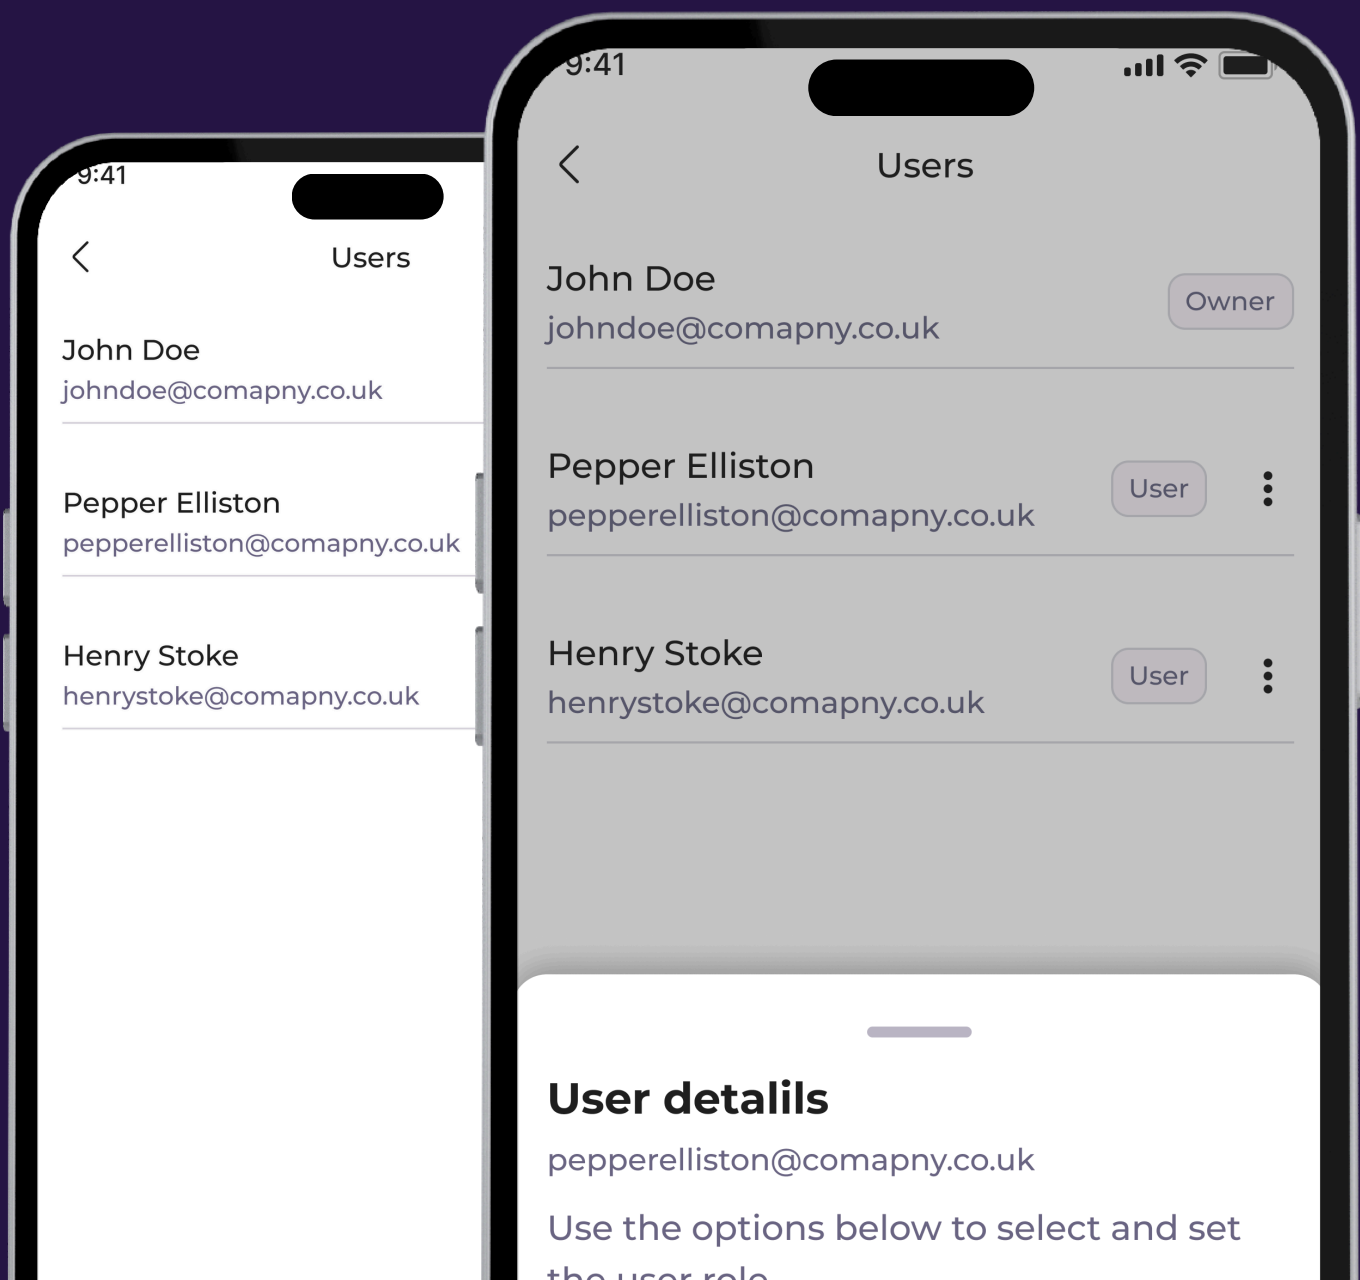 9:41
Users
John Doe
johndoe@comapny.co.uk
Pepper Elliston
pepperelliston@comapny.co.uk
Henry Stoke
henrystoke@comapny.co.uk
9:41
Users
John Doe
johndoe@comapny.co.uk
Owner
Pepper Elliston
pepperelliston@comapny.co.uk
User
Henry Stoke
henrystoke@comapny.co.uk
User
User detalils
pepperelliston@comapny.co.uk
Use the options below to select and set
the user role